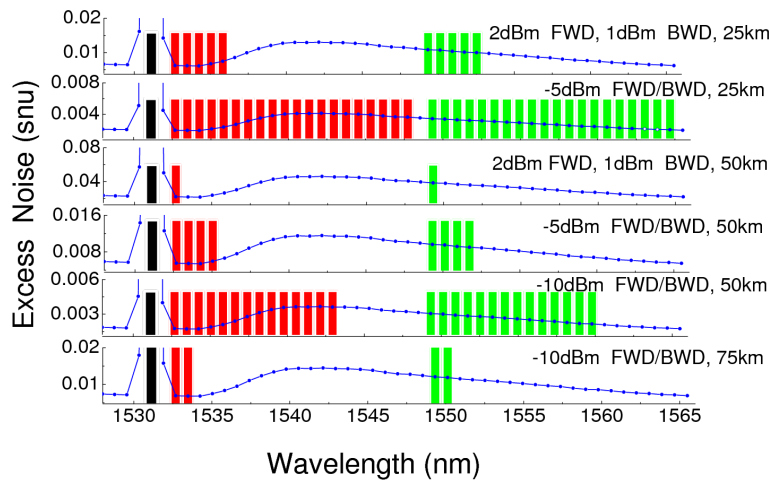 2dBm FWD, 1dBm BWD, 25km
0.02
0.01
-5dBm FWD/BWD, 25km
0.008
0.004
2dBm FWD, 1dBm BWD, 50km
0.08
0.04
-5dBm FWD/BWD, 50km
0.016
0.008
-10dBm FWD/BWD, 50km
0.006
0.003
-10dBm FWD/BWD, 75km
0.02
0.01
1530 1535 1540 1545 1550 1555 1560 1565
Excess Noise (snu)
Wavelength (nm)